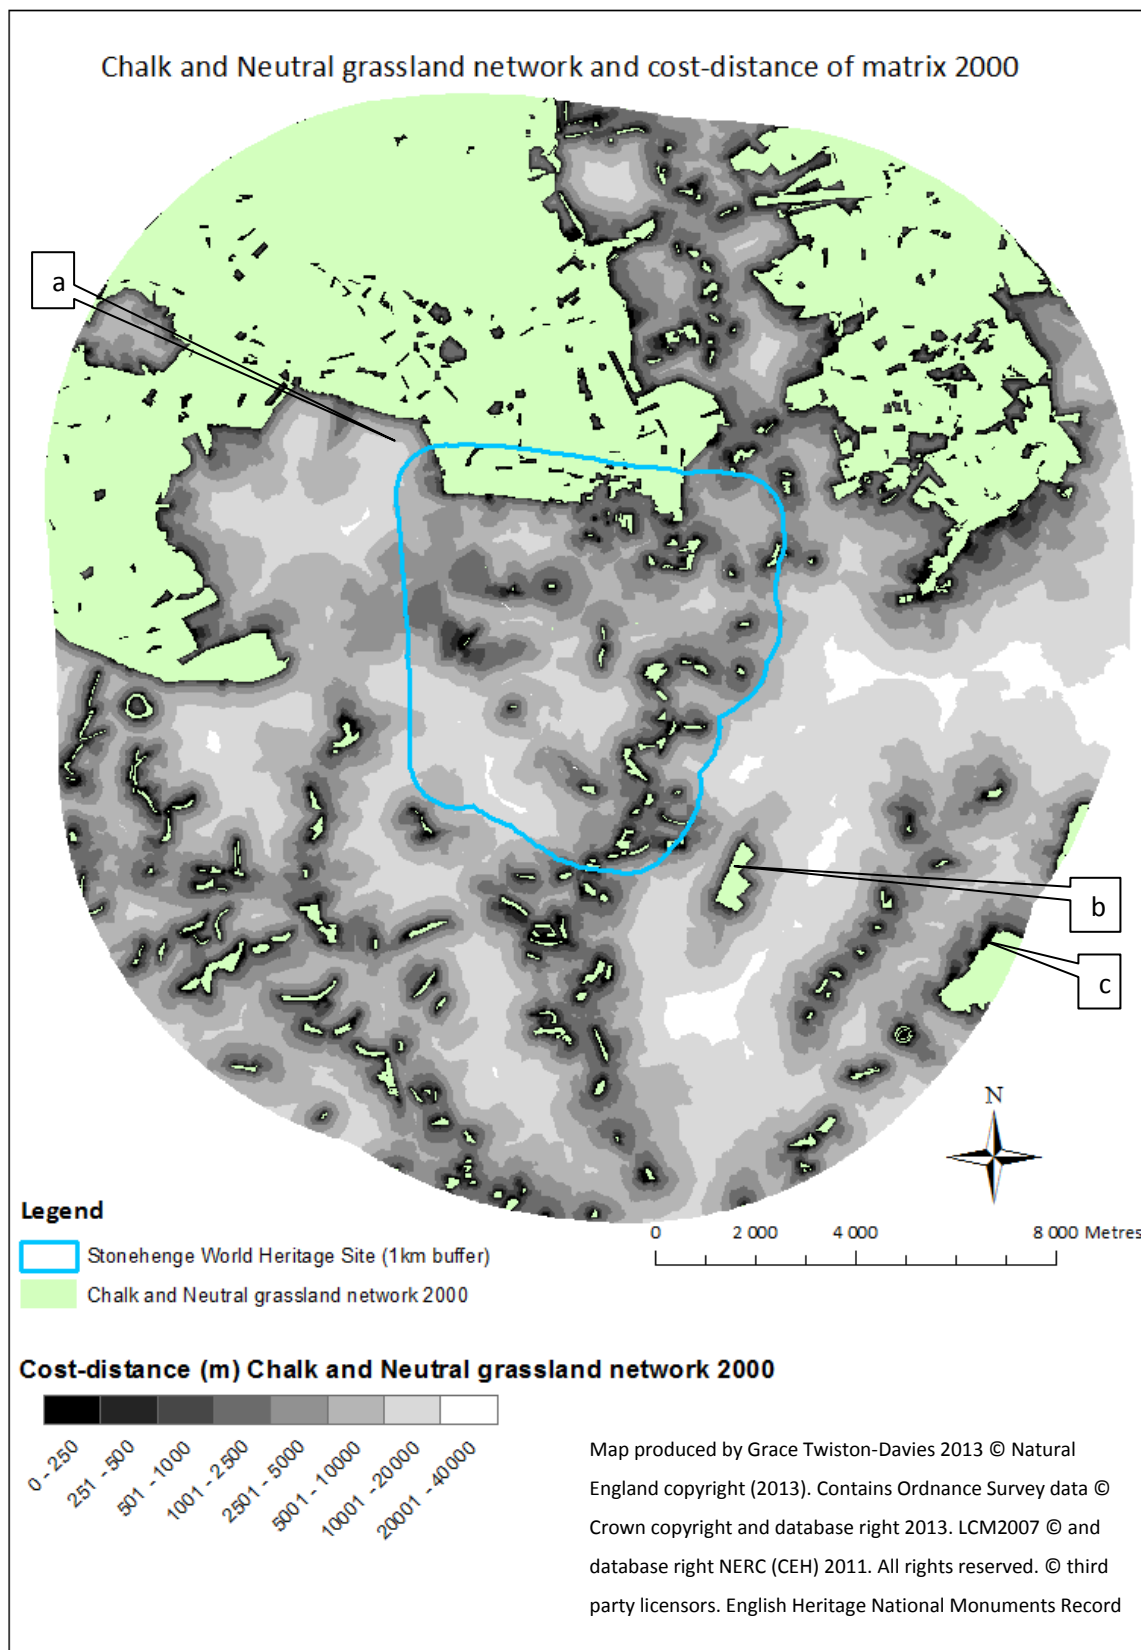 Chalk and Neutral grassland network and cost-distance of matrix 2000
a
b
c
N
Legend
Stonehenge World Heritage Site (1km buffer)
Chalk and Neutral grassland network 2000
0 2 000 4 000 8 000 Metres
Cost-distance (m) Chalk and Neutral grassland network 2000
0 - 250
251 - 500
501 - 1000
1001 - 2500
2501 - 5000
5001 - 10000
10001 - 20000
20001 - 40000
Map produced by Grace Twiston-Davies 2013 © Natural
England copyright (2013). Contains Ordnance Survey data ©
Crown copyright and database right 2013. LCM2007 © and
database right NERC (CEH) 2011. All rights reserved. © third
party licensors. English Heritage National Monuments Record